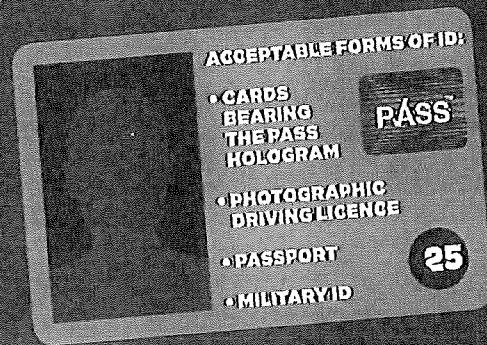 ACCEPTABLE FORMS OF ID:
• CARDS
BEARING
THE PASS
HOLOGRAM
PASS
• PHOTOGRAPHIC
DRIVING LICENCE
• PASSPORT
25
• MILITARY ID